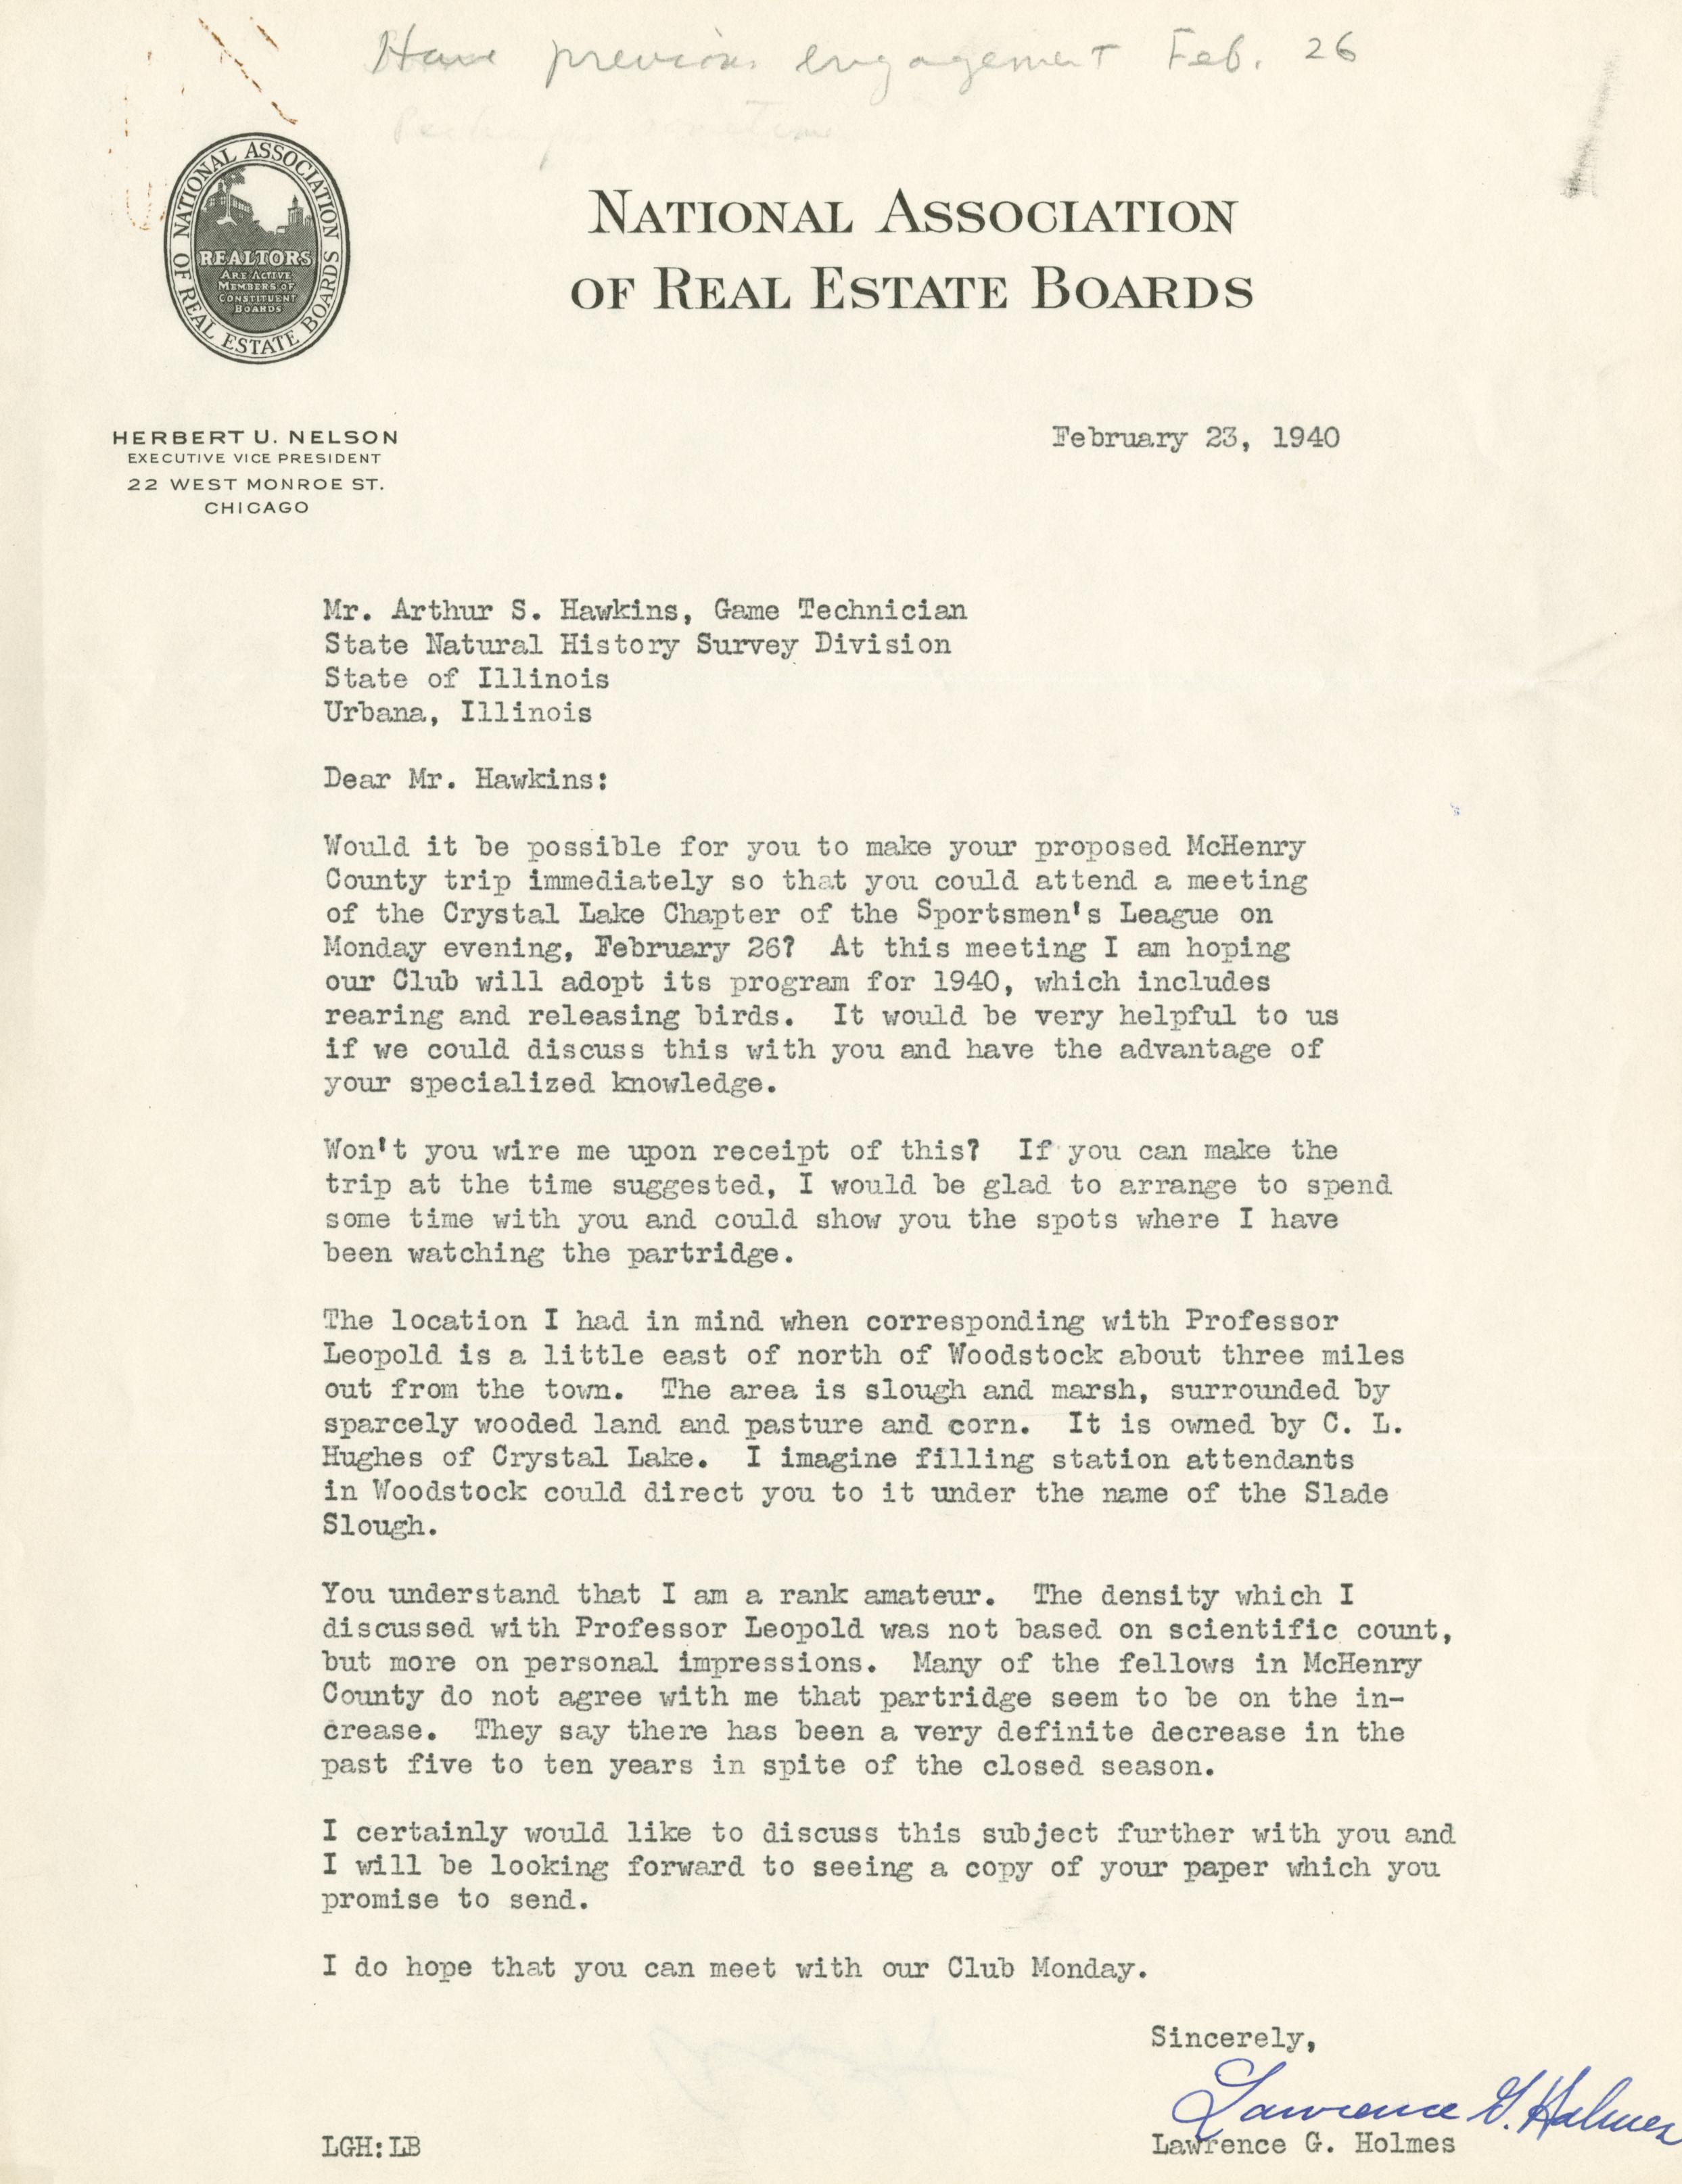 Have previous engagement Feb. 26
Perhaps sometime
NATIONAL ASSOCIATION
OF REAL ESTATE BOARDS
REALTORS
ARE ACTIVE
MEMBERS OF
CONSTITUENT
BOARDS
NATIONAL ASSOCIATION
OF REAL ESTATE BOARDS
HERBERT U. NELSON
EXECUTIVE VICE PRESIDENT
22 WEST MONROE ST.
CHICAGO
February 23, 1940
Mr. Arthur S. Hawkins, Game Technician
State Natural History Survey Division
State of Illinois
Urbana, Illinois
Dear Mr. Hawkins:
Would it be possible for you to make your proposed McHenry
County trip immediately so that you could attend a meeting
of the Crystal Lake Chapter of the Sportsmen's League on
Monday evening, February 26? At this meeting I am hoping
our Club will adopt its program for 1940, which includes
rearing and releasing birds. It would be very helpful to us
if we could discuss this with you and have the advantage of
your specialized knowledge.
Won't you wire me upon receipt of this? If you can make the
trip at the time suggested, I would be glad to arrange to spend
some time with you and could show you the spots where I have
been watching the partridge.
The location I had in mind when corresponding with Professor
Leopold is a little east of north of Woodstock about three miles
out from the town. The area is slough and marsh, surrounded by
sparcely wooded land and pasture and corn. It is owned by C. L.
Hughes of Crystal Lake. I imagine filling station attendants
in Woodstock could direct you to it under the name of the Slade
Slough.
You understand that I am a rank amateur. The density which I
discussed with Professor Leopold was not based on scientific count,
but more on personal impressions. Many of the fellows in McHenry
County do not agree with me that partridge seem to be on the in-
crease. They say there has been a very definite decrease in the
past five to ten years in spite of the closed season.
I certainly would like to discuss this subject further with you and
I will be looking forward to seeing a copy of your paper which you
promise to send.
I do hope that you can meet with our Club Monday.
Sincerely,
Lawrence G. Holmes
Lawrence G. Holmes
LGH:LB